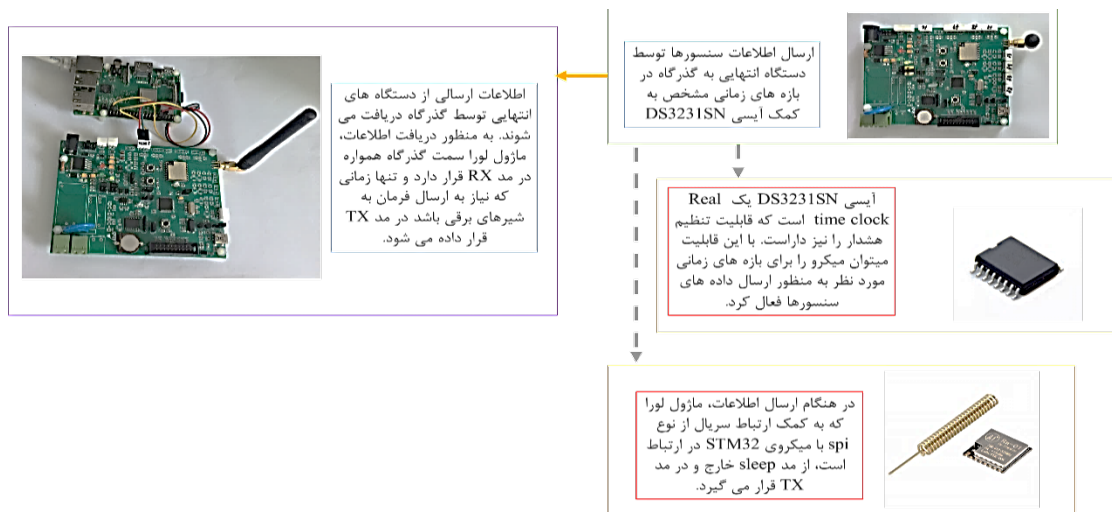 ارسال اطلاعات سنسورها توسط
دستگاه انتهایی به گذرگاه در
بازه های زمانی مشخص به
کمک آیسی DS3231SN
اطلاعات ارسالی از دستگاه های
انتهایی توسط گذرگاه دریافت می
شوند. به منظور دریافت اطلاعات،
ماژول لورا سمت گذرگاه همواره
در مد RX قرار دارد و تنها زمانی
که نیاز به ارسال فرمان به
شیرهای برقی باشد در مد TX
قرار داده می شود.
آیسی DS3231SN یک Real
time clock است که قابلیت تنظیم
هشدار را نیز داراست. با این قابلیت
میتوان میکرو را برای بازه های زمانی
مورد نظر به منظور ارسال داده های
سنسورها فعال کرد.
در هنگام ارسال اطلاعات، ماژول لورا
که به کمک ارتباط سریال از نوع
spi با میکروی STM32 در ارتباط
است، از مد sleep خارج و در مد
TX قرار می گیرد.